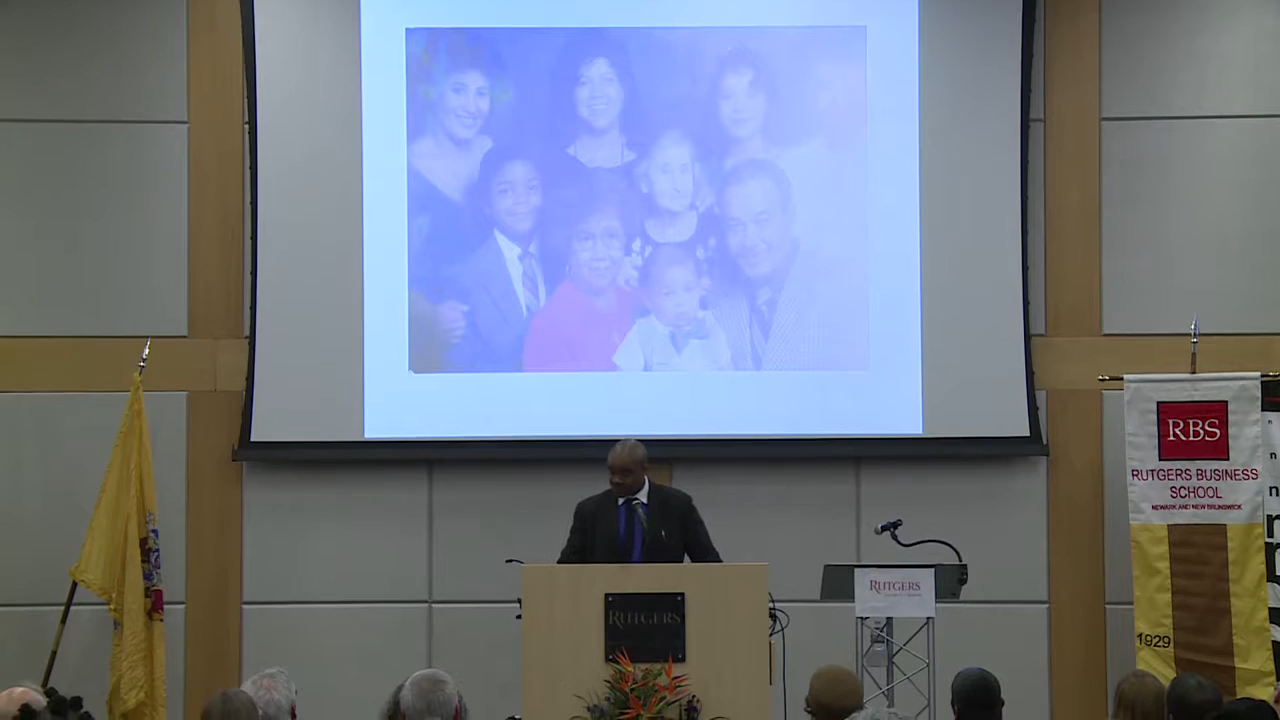 RUTGERS
RUTGERS
RBS
RUTGERS BUSINESS
SCHOOL
NEWARK AND NEW BRUNSWICK
1929